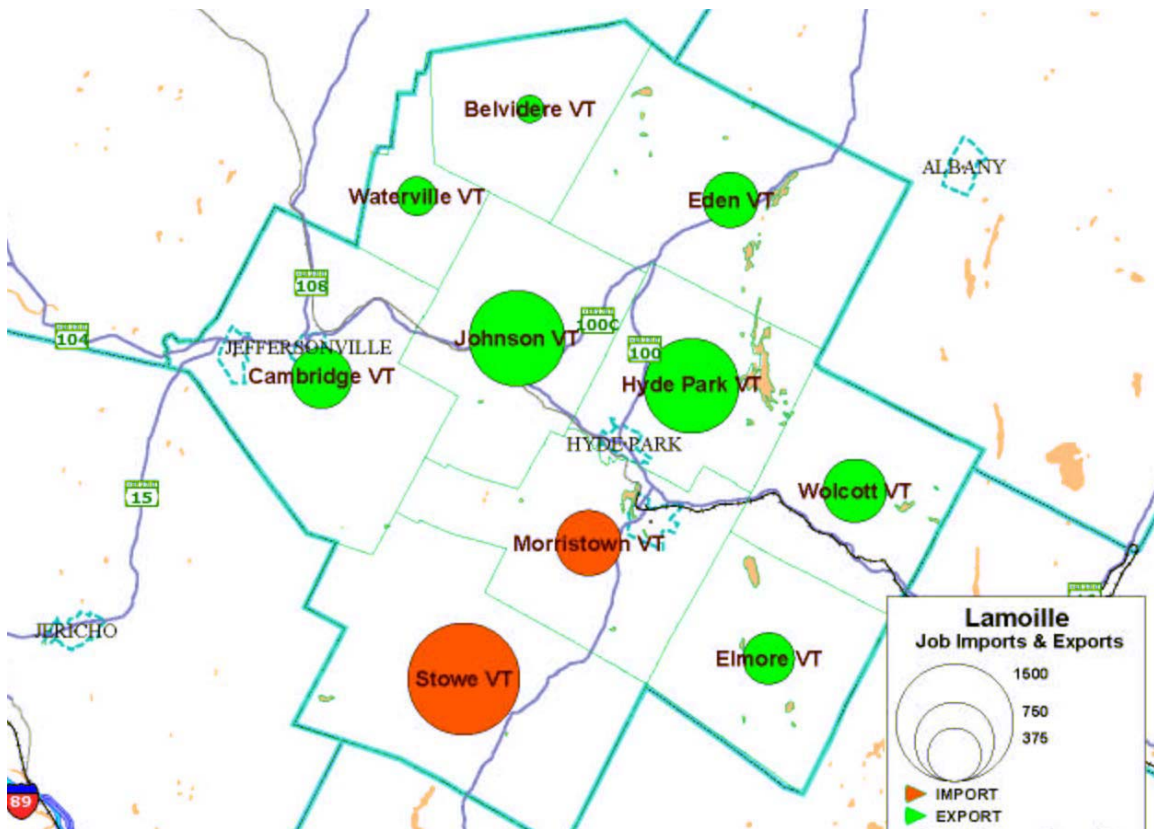 Belvidere VT
ALBANY
Waterville VT
Eden VT
108
100C
104
Johnson VT
JEFFERSONVILLE
100
Cambridge VT
Hyde Park VT
HYDE PARK
15
Wolcott VT
Morristown VT
JERICHO
Elmore VT
Stowe VT
89
Lamoille
Job Imports & Exports
1500
750
375
IMPORT
EXPORT